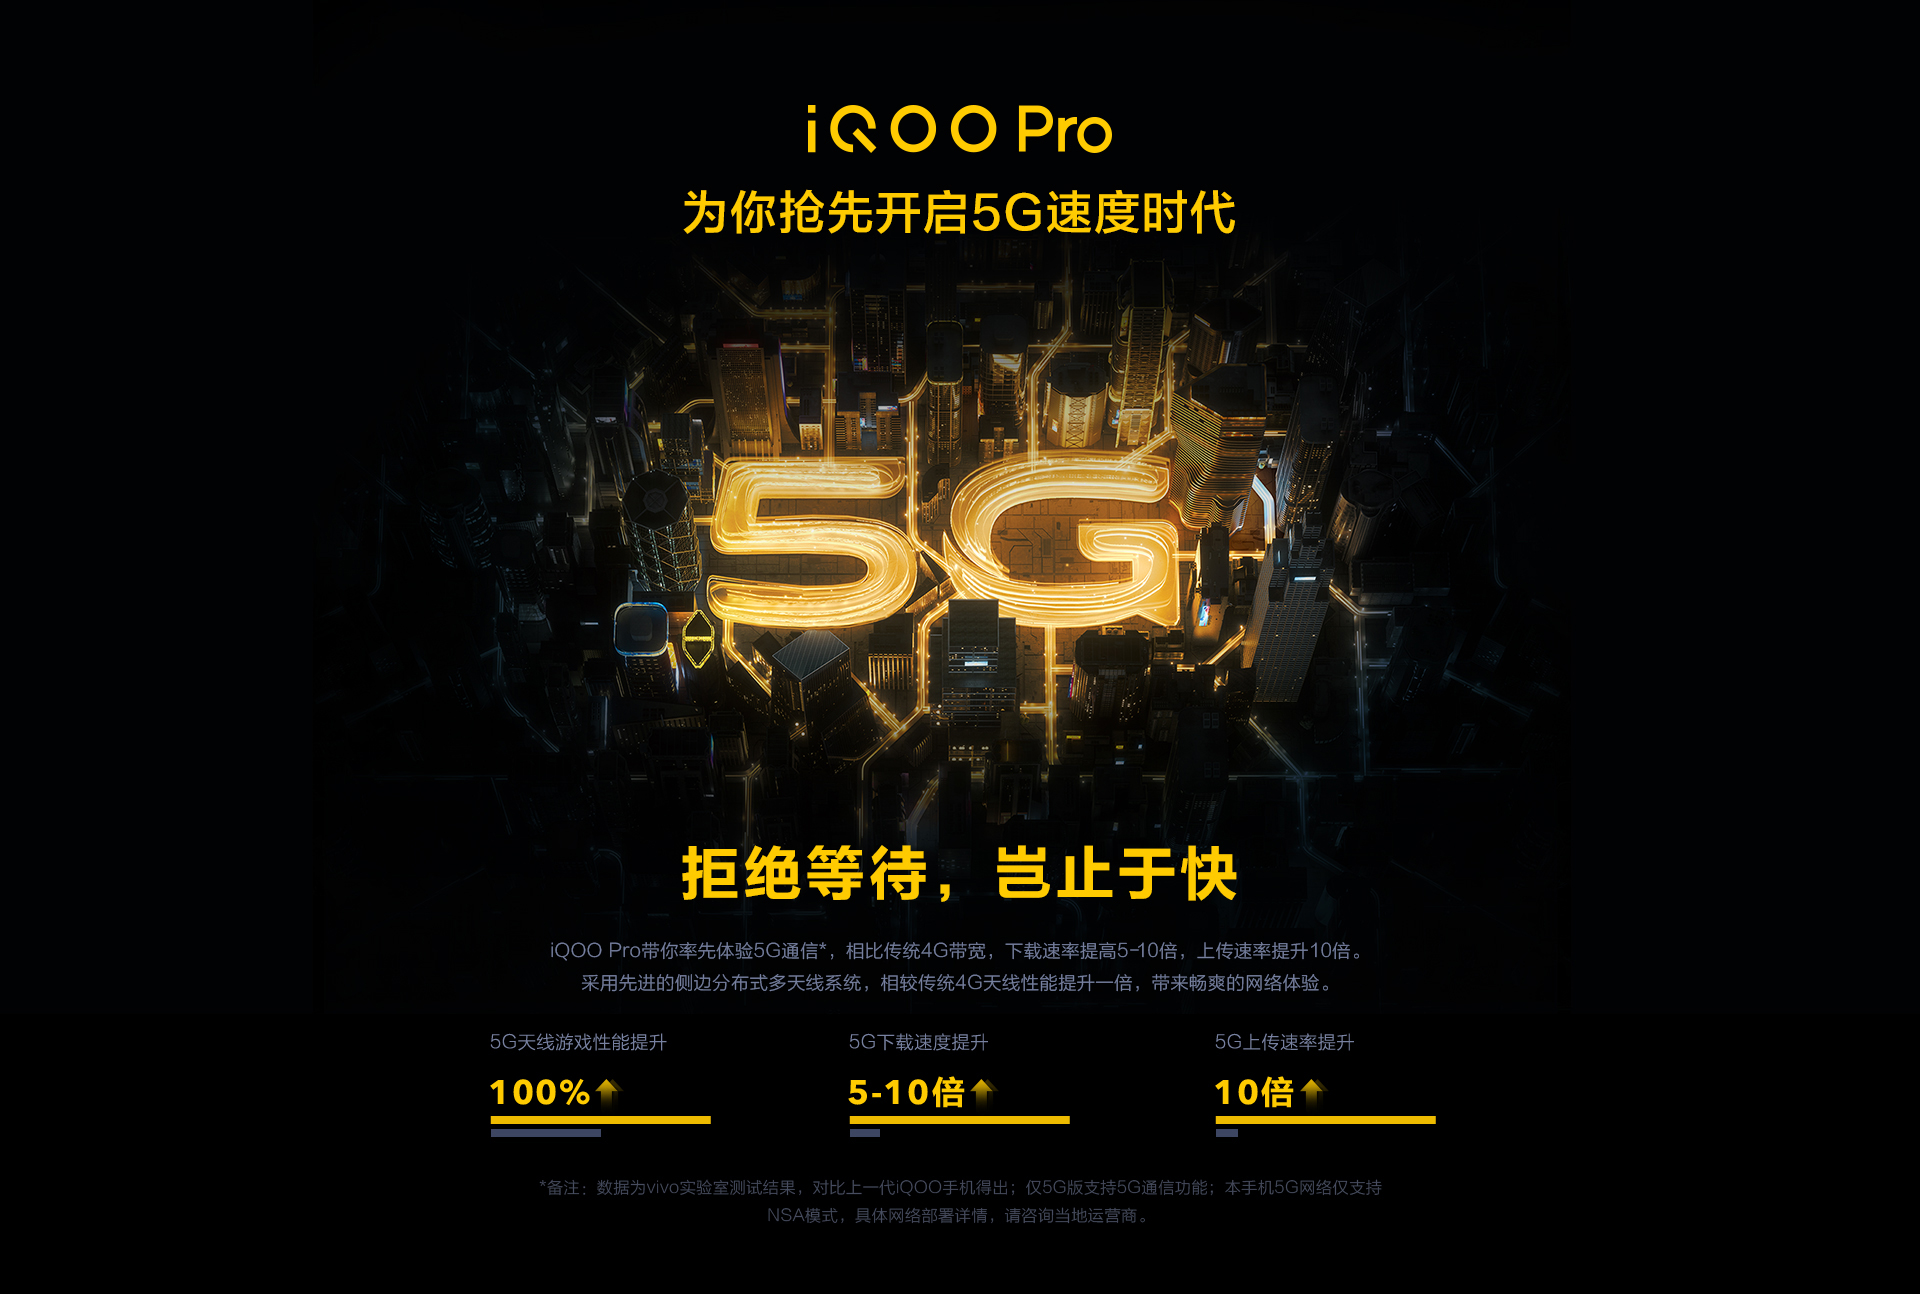 iQOO Pro
为你抢先开启5G速度时代
5G
拒绝等待，岂止于快
iQOO Pro带你率先体验5G通信*，相比传统4G带宽，下载速率提高5-10倍，上传速率提升10倍。
采用先进的侧边分布式多天线系统，相较传统4G天线性能提升一倍，带来畅爽的网络体验。
5G天线游戏性能提升
100%
5G下载速度提升
5-10倍
5G上传速率提升
10倍
*备注：数据为vivo实验室测试结果，对比上一代iQOO手机得出；仅5G版支持5G通信功能；本手机5G网络仅支持
NSA模式，具体网络部署详情，请咨询当地运营商。